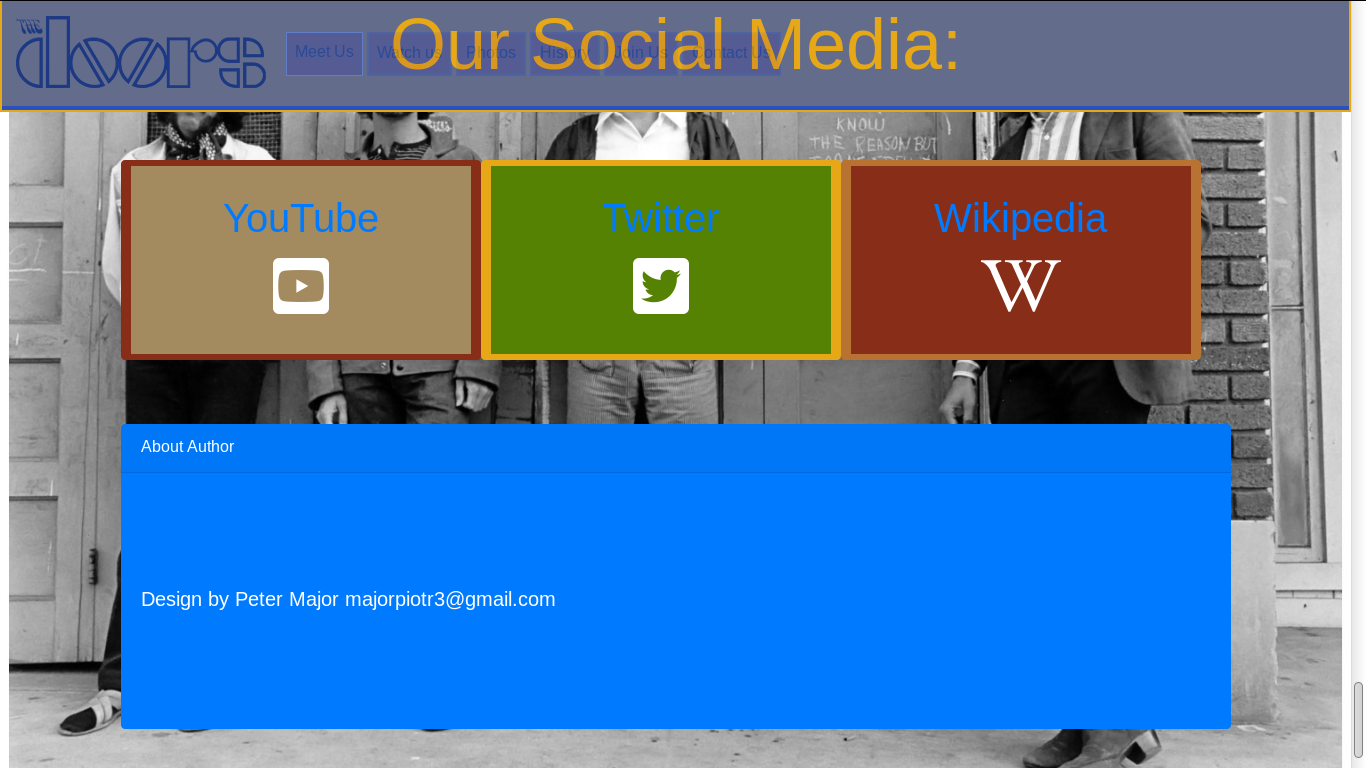 THE
doors
Meet Us
Watch us
Photos
History
Join Us
Contact Us
Our Social Media:
KNOW
THE REASON BUT
YouTube
Twitter
Wikipedia
W
About Author
Design by Peter Major majorpiotr3@gmail.com